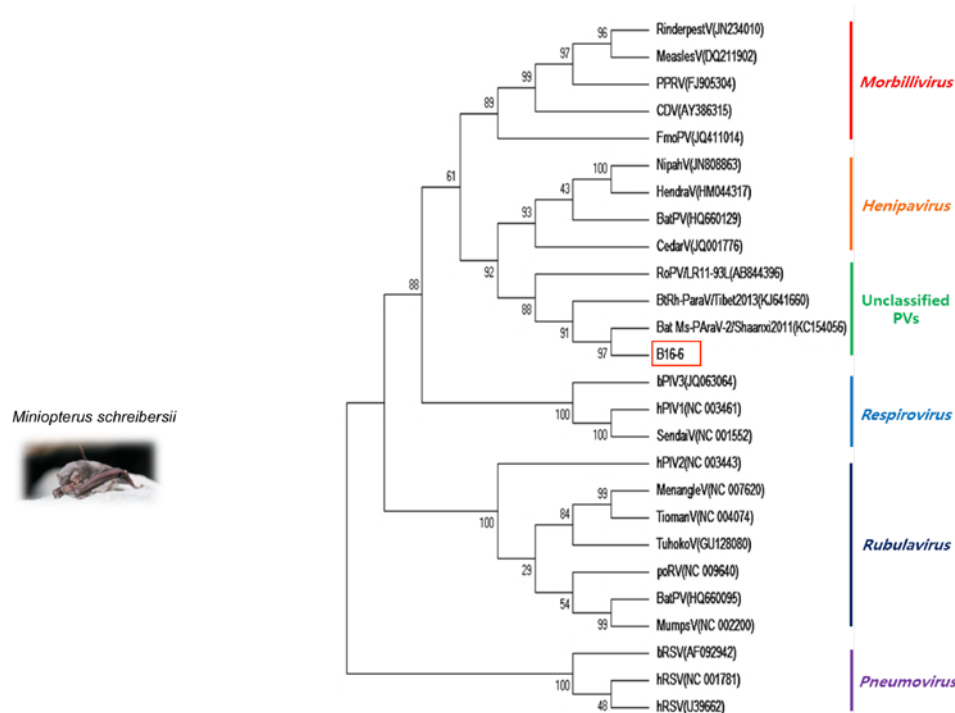 Miniopterus schreibersii
RinderpestV(JN234010)
MeaslesV(DQ211902)
PPRV(FJ905304)
CDV(AY386315)
FmoPV(JQ411014)
NipahV(JN808863)
HendraV(HM044317)
BatPV(HQ660129)
CedarV(JQ001776)
RoPV/LR11-93L(AB844396)
BtRh-ParaV/Tibet2013(KJ641660)
Bat Ms-PAraV-2/Shaanxi2011(KC154056)
B16-6
bPIV3(JQ063064)
hPIV1(NC 003461)
SendaiV(NC 001552)
hPIV2(NC 003443)
MenangleV(NC 007620)
TiomanV(NC 004074)
TuhokoV(GU128080)
poRV(NC 009640)
BatPV(HQ660095)
MumpsV(NC 002200)
bRSV(AF092942)
hRSV(NC 001781)
hRSV(U39662)
96
97
99
89
61
100
43
93
92
88
91
97
88
100
100
99
84
100
29
54
99
100
48
Morbillivirus
Henipavirus
Unclassified
PVs
Respirovirus
Rubulavirus
Pneumovirus